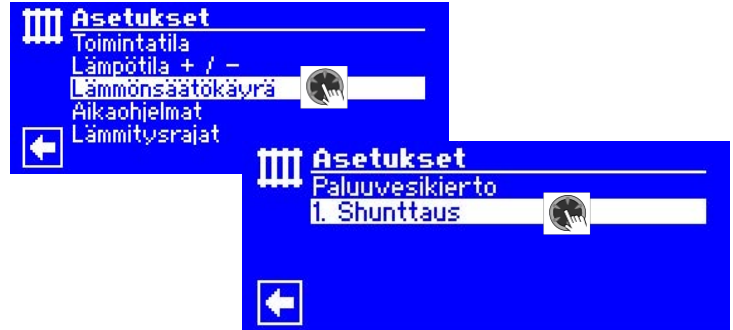 Asetukset
Toimintatila
Lämpötila + / -
Lämmönsäätökäyrä
Aikaohjelmat
Lämmitysrajat
Asetukset
Paluuvesikierto
1. Shunttaus